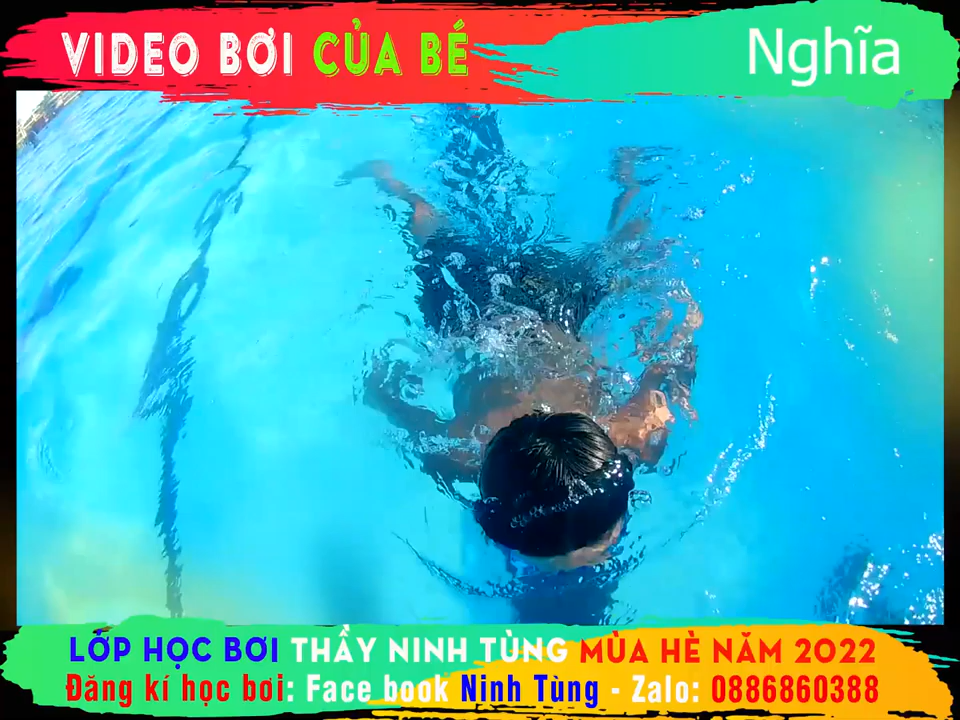 VIDEO BƠI CỦA BÉ
Nghĩa
LỚP HỌC BƠI THẦY NINH TÙNG MÙA HÈ NĂM 2022
Đăng kí học bơi: Face book Ninh Tùng - Zalo: 0886860388